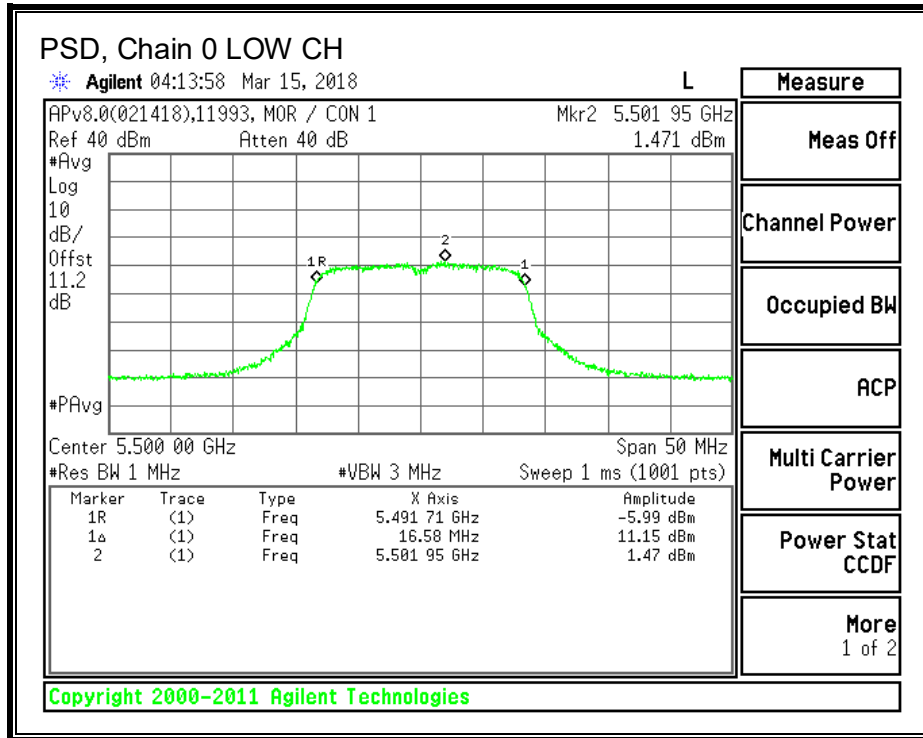 PSD, Chain 0 LOW CH
Agilent 04:13:58 Mar 15, 2018 L
APv8.0(021418),11993, MOR / CON 1 Mkr2 5.501 95 GHz
Ref 40 dBm Atten 40 dB 1.471 dBm
#Avg
Log
10
dB/
Offst
11.2
dB
#PAvg
1R
2
1
Center 5.500 00 GHz Span 50 MHz
#Res BW 1 MHz #VBW 3 MHz Sweep 1 ms (1001 pts)
Marker Trace Type X Axis Amplitude
1R (1) Freq 5.491 71 GHz -5.99 dBm
1Δ (1) Freq 16.58 MHz 11.15 dBm
2 (1) Freq 5.501 95 GHz 1.47 dBm
Measure
Meas Off
Channel Power
Occupied BW
ACP
Multi Carrier
Power
Power Stat
CCDF
More
1 of 2
Copyright 2000-2011 Agilent Technologies